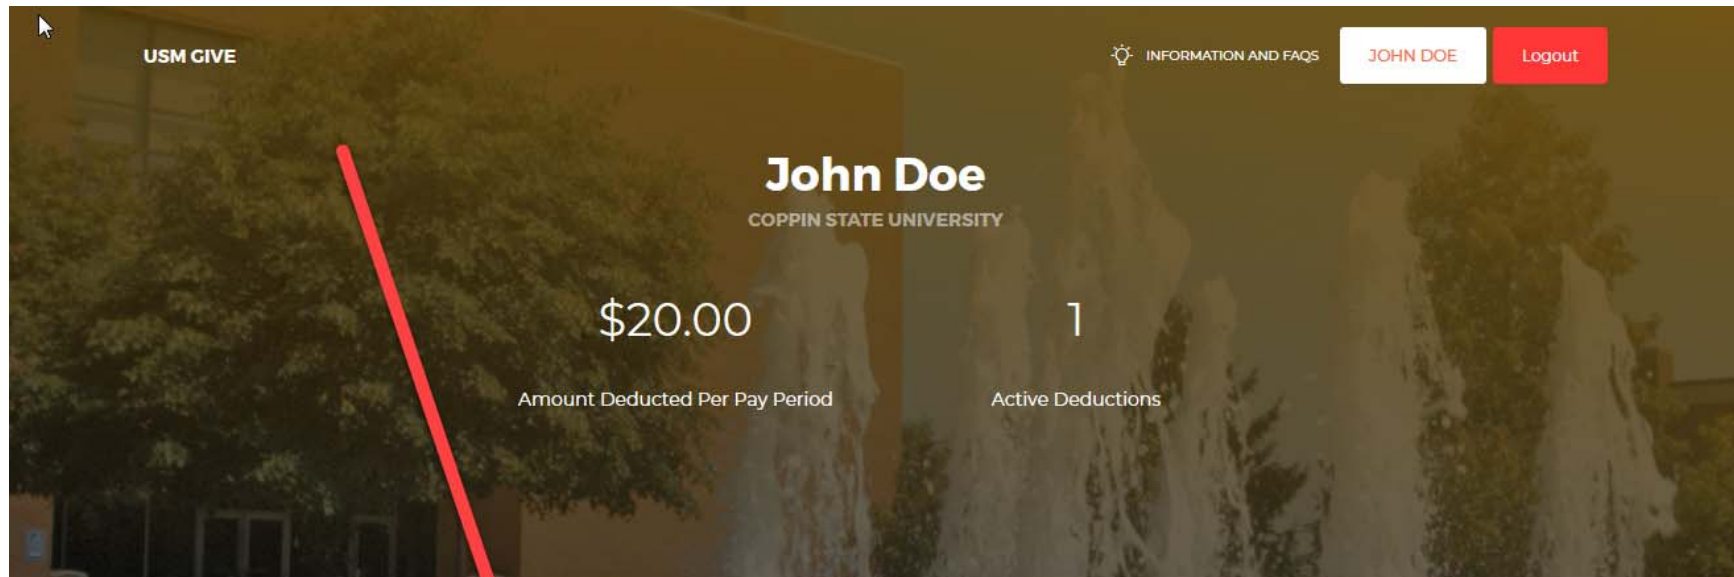 USM GIVE
INFORMATION AND FAQS
JOHN DOE
Logout
John Doe
COPPIN STATE UNIVERSITY
$20.00
1
Amount Deducted Per Pay Period
Active Deductions